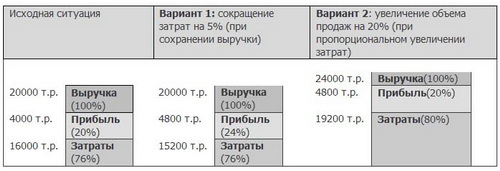 Исходная ситуация
Вариант 1: сокращение
затрат на 5% (при
сохранении выручки)
Вариант 2: увеличение объема
продаж на 20% (при
пропорциональном увеличении
затрат)
20000 т.р.
Выручка
(100%)
4000 т.р.
Прибыль
(20%)
16000 т.р.
Затраты
(76%)
20000 т.р.
Выручка
(100%)
4800 т.р.
Прибыль
(24%)
15200 т.р.
Затраты
(76%)
24000 т.р.
Выручка(100%)
4800 т.р.
Прибыль(20%)
19200 т.р.
Затраты(80%)